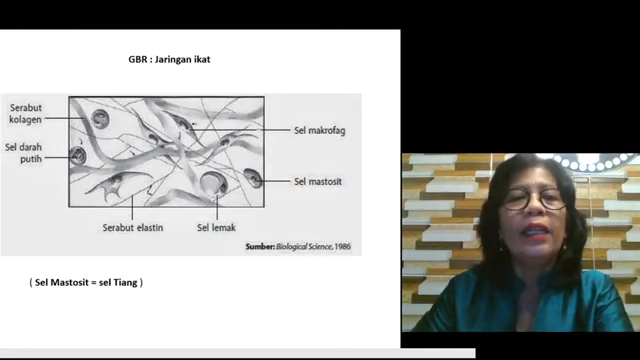 GBR : Jaringan ikat
Serabut
kolagen
Sel darah
putih
Sel makrofag
Sel mastosit
Serabut elastin
Sel lemak
Sumber: Biological Science, 1986
( Sel Mastosit = sel Tiang )